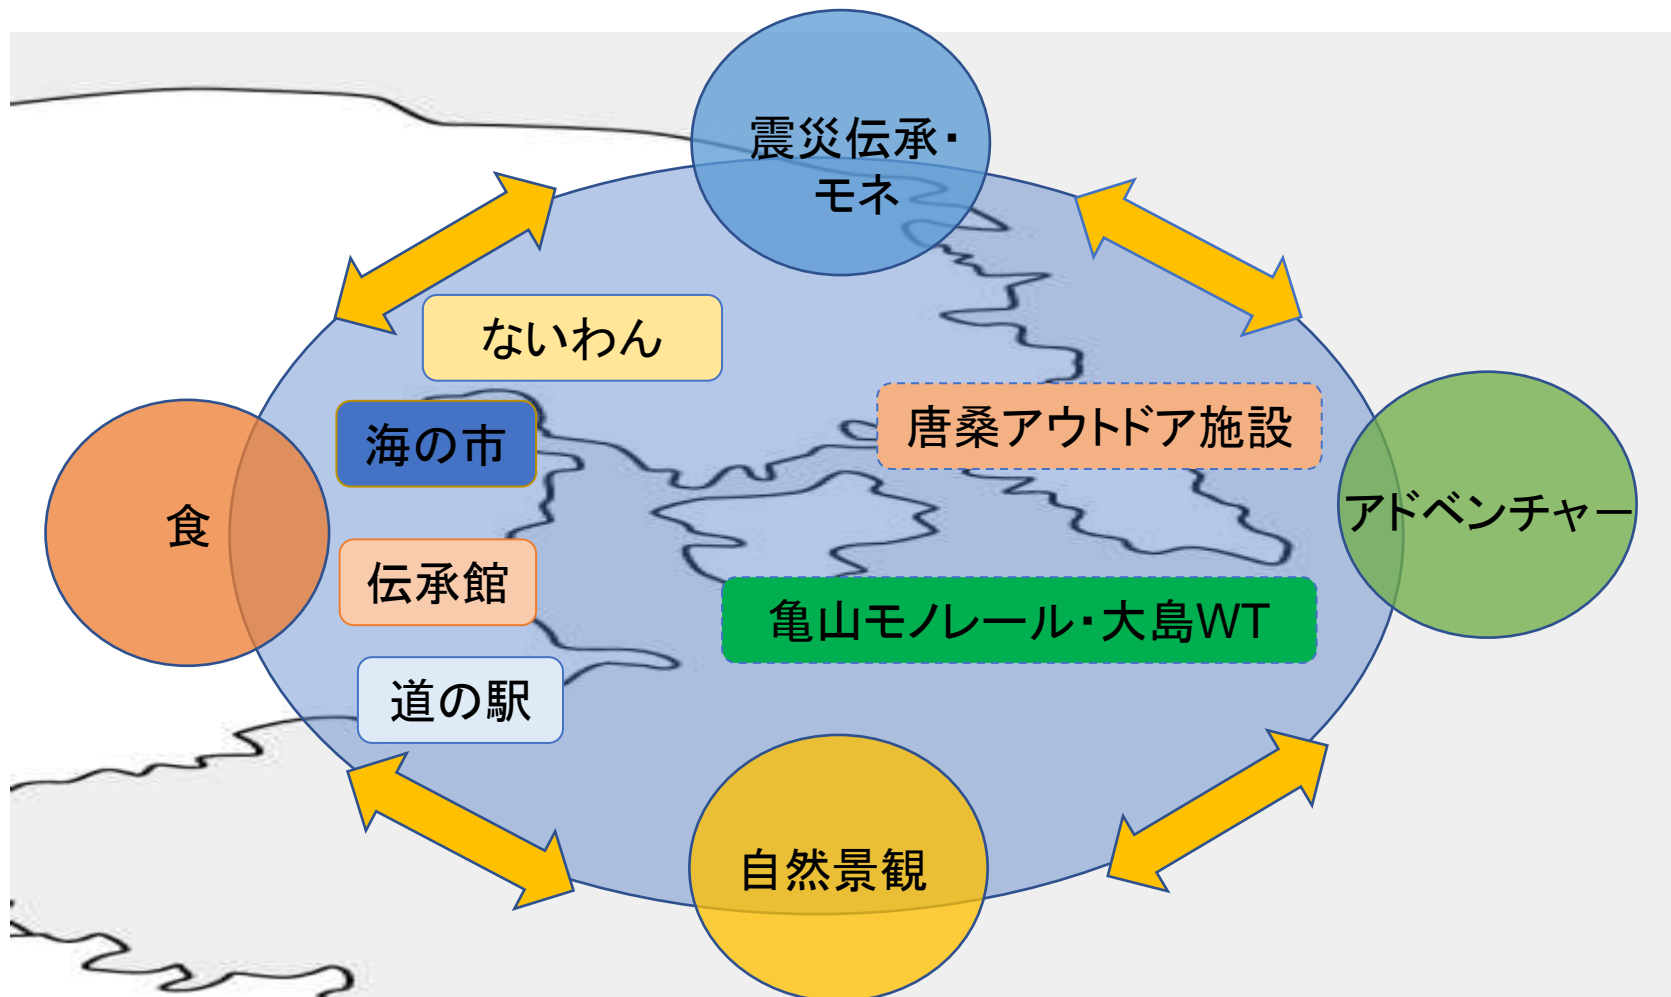 震災伝承・
モネ
ないわん
海の市
唐桑アウトドア施設
食
アドベンチャー
伝承館
亀山モノレール・大島WT
道の駅
自然景観